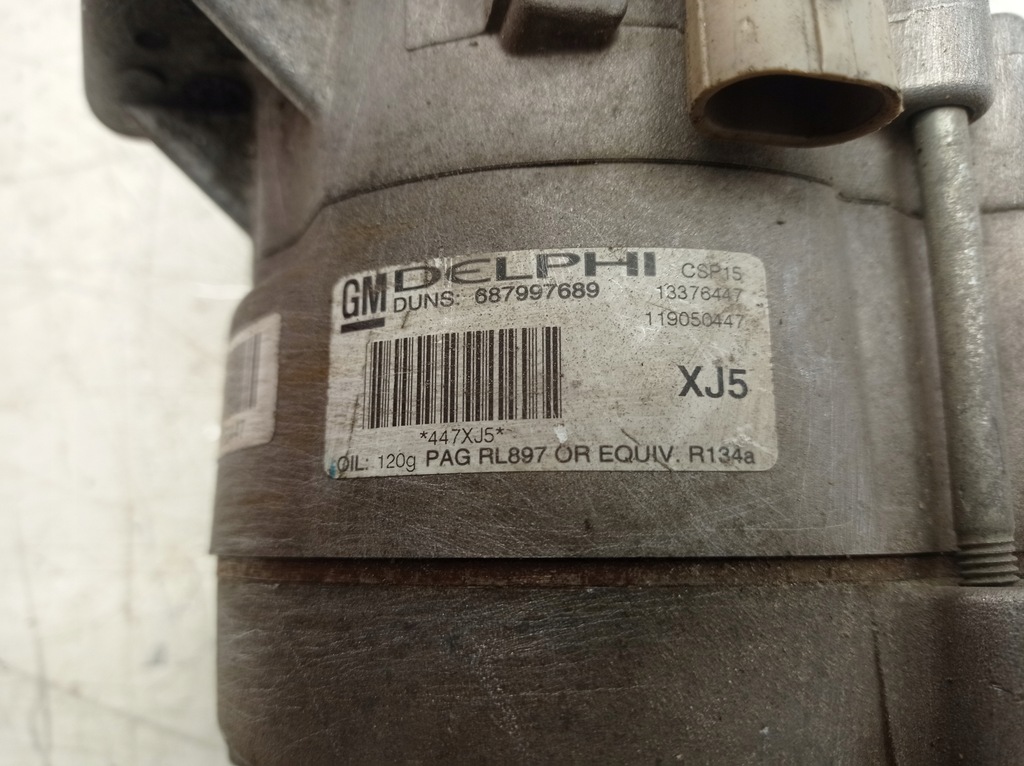 GM DELPHI CSP15
DUNS: 687997689 13376447
119050447
XJ5
*447XJ5*
OIL: 120g PAG RL897 OR EQUIV. R134a